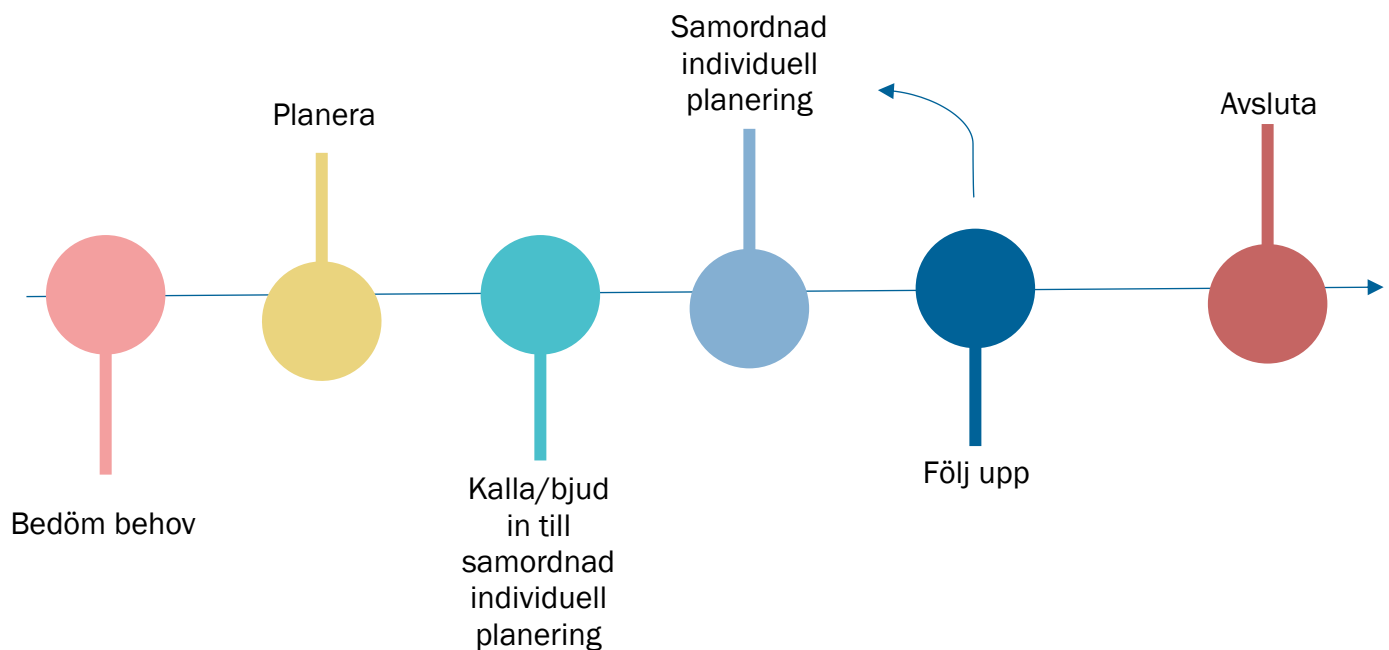 Bedöm behov
Planera
Kalla/bjud
in till
samordnad
individuell
planering
Samordnad
individuell
planering
Följ upp
Avsluta